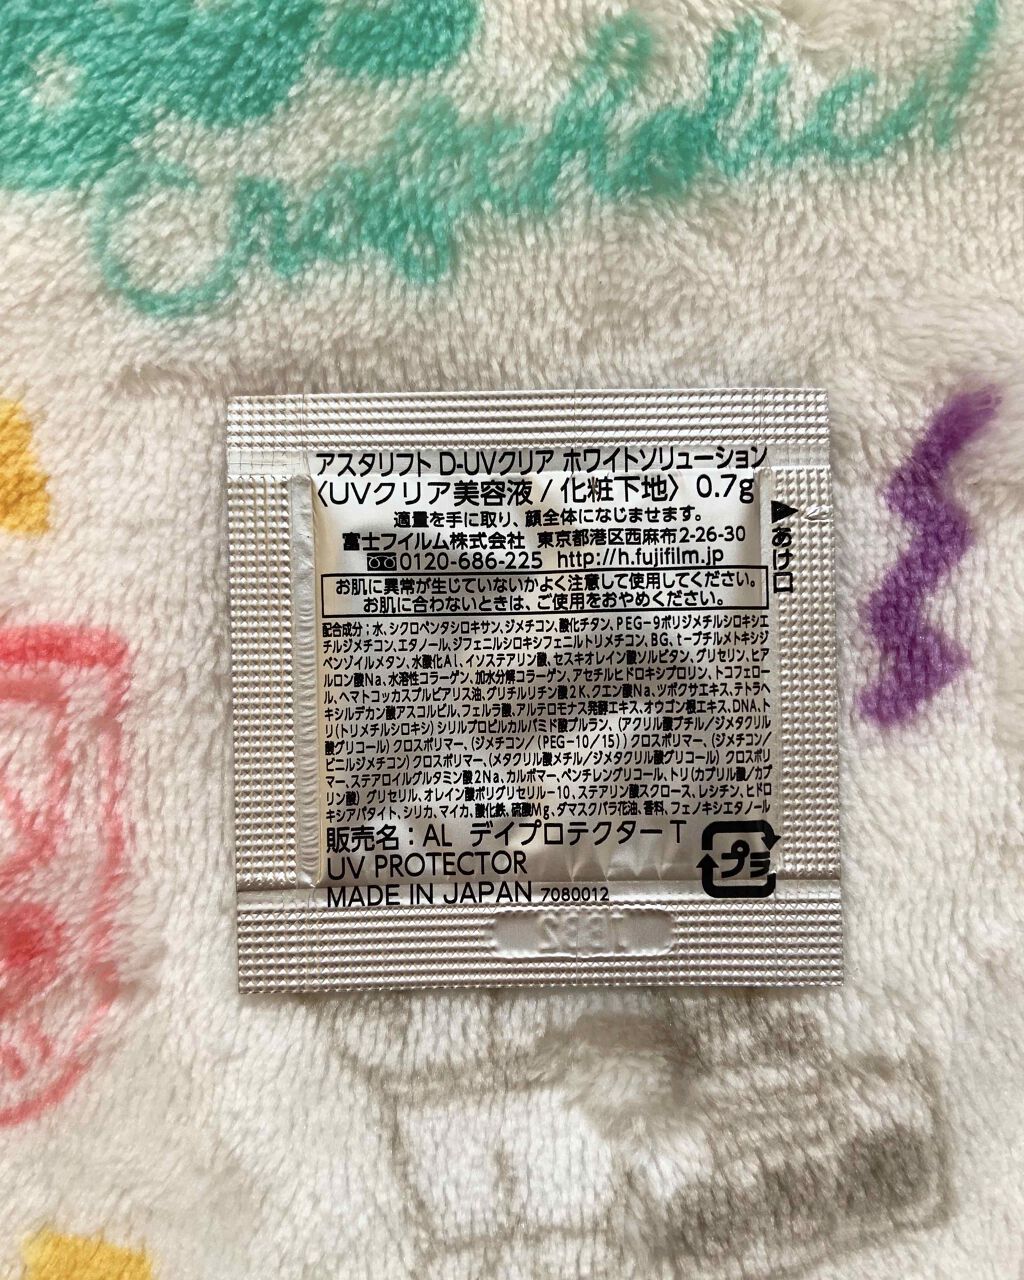 アスタリフト D-UVクリア ホワイトソリューション
〈UVクリア美容液 / 化粧下地〉 0.7g
適量を手に取り、顔全体になじませます。
富士フイルム株式会社 東京都港区西麻布2-26-30
0120-686-225 http://h.fujifilm.jp
▲あけ口
お肌に異常が生じていないかよく注意して使用してください。
お肌に合わないときは、ご使用をおやめください。
配合成分：水、シクロペンタシロキサン、ジメチコン、酸化チタン、PEG-9ポリジメチルシロキシエ
チルジメチコン、エタノール、ジフェニルシロキシフェニルトリメチコン、BG、t-ブチルメトキシジ
ベンゾイルメタン、水酸化Al、イソステアリン酸、セスキオレイン酸ソルビタン、グリセリン、ヒア
ルロン酸Na、水溶性コラーゲン、加水分解コラーゲン、アセチルヒドロキシプロリン、トコフェロ
ール、ヘマトコッカスプルビアリス油、グリチルリチン酸2K、クエン酸Na、ツボクサエキス、テトラヘ
キシルデカン酸アスコルビル、フェルラ酸、アルテロモナス発酵エキス、オウゴン根エキス、DNA、ト
リ(トリメチルシロキシ)シリルプロピルカルバミド酸プルラン、(アクリル酸ブチル／ジメタクリル
酸グリコール)クロスポリマー、(ジメチコン／(PEG-10／15))クロスポリマー、(ジメチコン／
ビニルジメチコン)クロスポリマー、(メタクリル酸メチル／ジメタクリル酸グリコール)クロスポリ
マー、ステアロイルグルタミン酸2Na、カルボマー、ペンチレングリコール、トリ(カプリル酸／カプ
リン酸)グリセリル、オレイン酸ポリグリセリル-10、ステアリン酸スクロース、レシチン、ヒドロ
キシアパタイト、シリカ、マイカ、酸化鉄、硫酸Mg、ダマスクバラ花油、香料、フェノキシエタノール
販売名：AL デイプロテクターT
UV PROTECTOR
プラ
MADE IN JAPAN 7080012